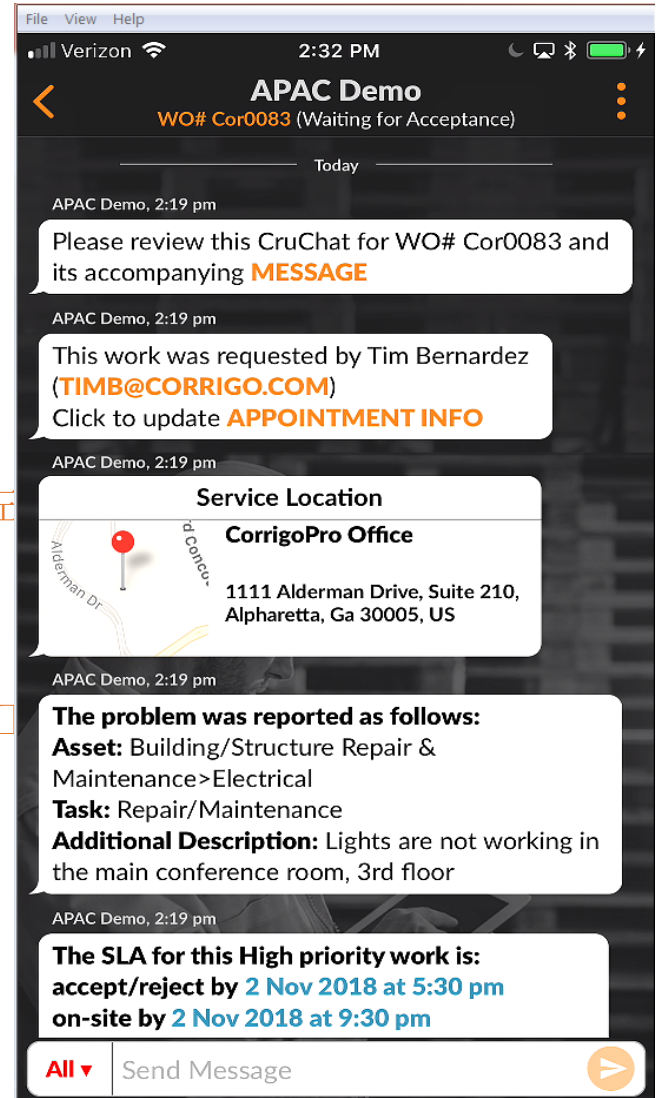 File View Help
Verizon 2:32 PM
APAC Demo
WO# Cor0083 (Waiting for Acceptance)
Today
APAC Demo, 2:19 pm
Please review this CruChat for WO# Cor0083 and
its accompanying MESSAGE
APAC Demo, 2:19 pm
This work was requested by Tim Bernardez
(TIMB@CORRIGO.COM)
Click to update APPOINTMENT INFO
APAC Demo, 2:19 pm
Service Location
Alderman Dr
rd Conco
CorrigoPro Office
1111 Alderman Drive, Suite 210,
Alpharetta, Ga 30005, US
APAC Demo, 2:19 pm
The problem was reported as follows:
Asset: Building/Structure Repair &
Maintenance>Electrical
Task: Repair/Maintenance
Additional Description: Lights are not working in
the main conference room, 3rd floor
APAC Demo, 2:19 pm
The SLA for this High priority work is:
accept/reject by 2 Nov 2018 at 5:30 pm
on-site by 2 Nov 2018 at 9:30 pm
All ▾ Send Message